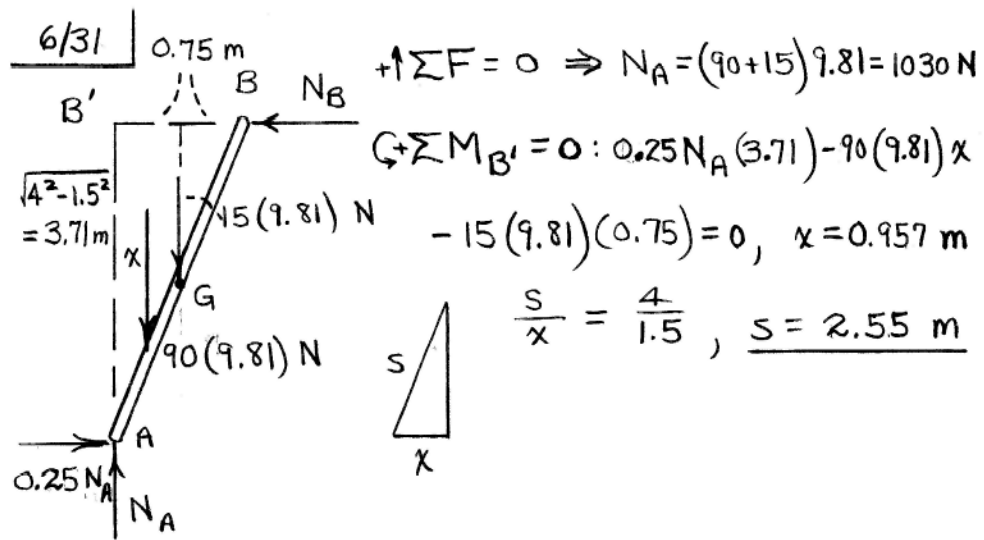 6/31
0.75 m
B'
B
N_B
√4²-1.5²
= 3.71 m
x
15(9.81) N
G
90(9.81) N
A
0.25 N_A
N_A
+↑ΣF = 0 ⇒ N_A = (90+15) 9.81 = 1030 N
↺+ΣM_B' = 0 : 0.25 N_A (3.71) - 90(9.81) x
- 15(9.81)(0.75) = 0, x = 0.957 m
s/x = 4/1.5 , s = 2.55 m
s
x